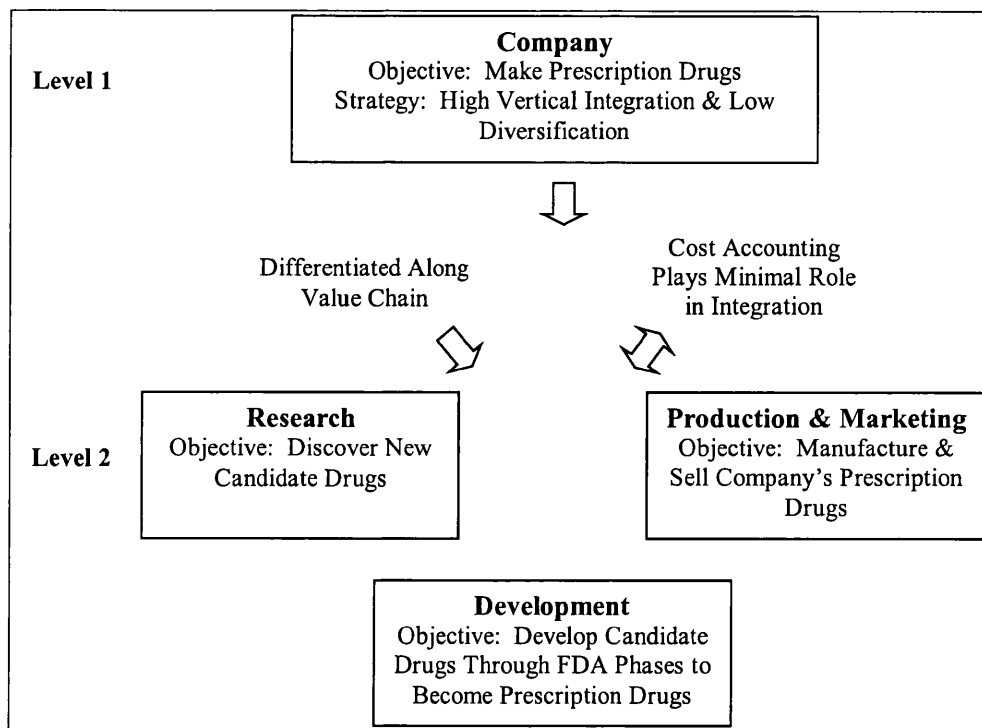 Company
Level 1
Objective: Make Prescription Drugs
Strategy: High Vertical Integration & Low
Diversification
Differentiated Along
Value Chain
Cost Accounting
Plays Minimal Role
in Integration
Level 2
Research
Objective: Discover New
Candidate Drugs
Production & Marketing
Objective: Manufacture &
Sell Company's Prescription
Drugs
Development
Objective: Develop Candidate
Drugs Through FDA Phases to
Become Prescription Drugs